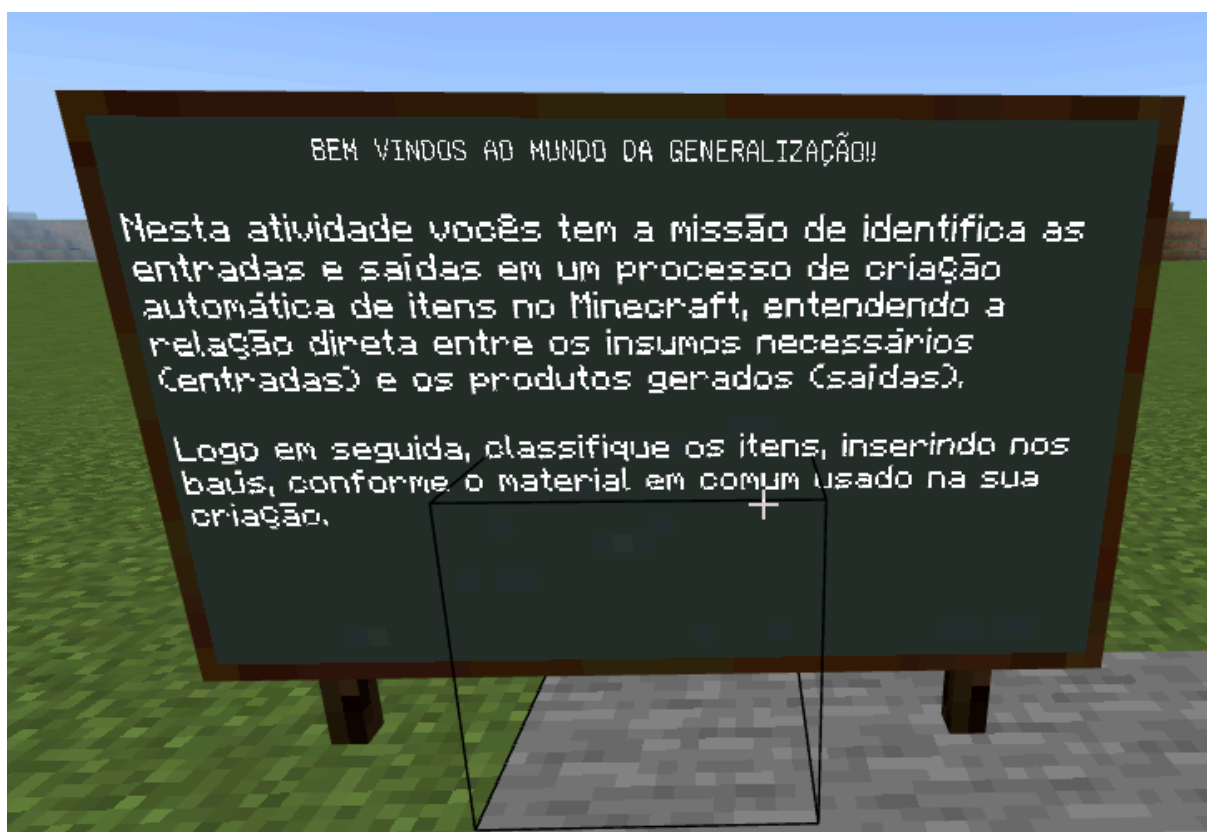 BEM VINDOS AO MUNDO DA GENERALIZAÇÃO!!
Nesta atividade vocês tem a missão de identifica as
entradas e saídas em um processo de criação
automática de itens no Minecraft, entendendo a
relação direta entre os insumos necessários
(entradas) e os produtos gerados (saídas).
Logo em seguida, classifique os itens, inserindo nos
baús, conforme o material em comum usado na sua
criação.